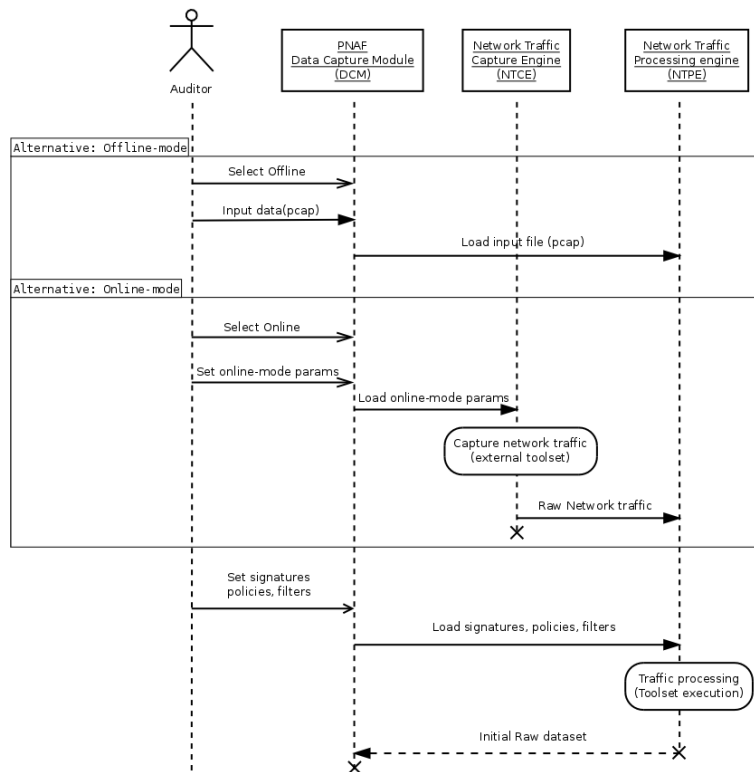 PNAF
Data Capture Module
(DCM)
Network Traffic
Capture Engine
(NTCE)
Network Traffic
Processing engine
(NTPE)
Auditor
Alternative: Offline-mode
Select Offline
Input data(pcap)
Load input file (pcap)
Alternative: Online-mode
Select Online
Set online-mode params
Load online-mode params
Capture network traffic
(external toolset)
Raw Network traffic
Set signatures
policies, filters
Load signatures, policies, filters
Traffic processing
(Toolset execution)
Initial Raw dataset